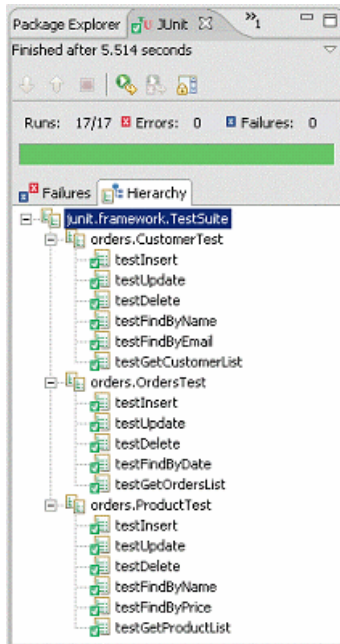 Package Explorer JUnit »1
Finished after 5.514 seconds
Runs: 17/17 Errors: 0 Failures: 0
Failures Hierarchy
junit.framework.TestSuite
orders.CustomerTest
testInsert
testUpdate
testDelete
testFindByName
testFindByEmail
testGetCustomerList
orders.OrdersTest
testInsert
testUpdate
testDelete
testFindByDate
testGetOrdersList
orders.ProductTest
testInsert
testUpdate
testDelete
testFindByName
testFindByPrice
testGetProductList